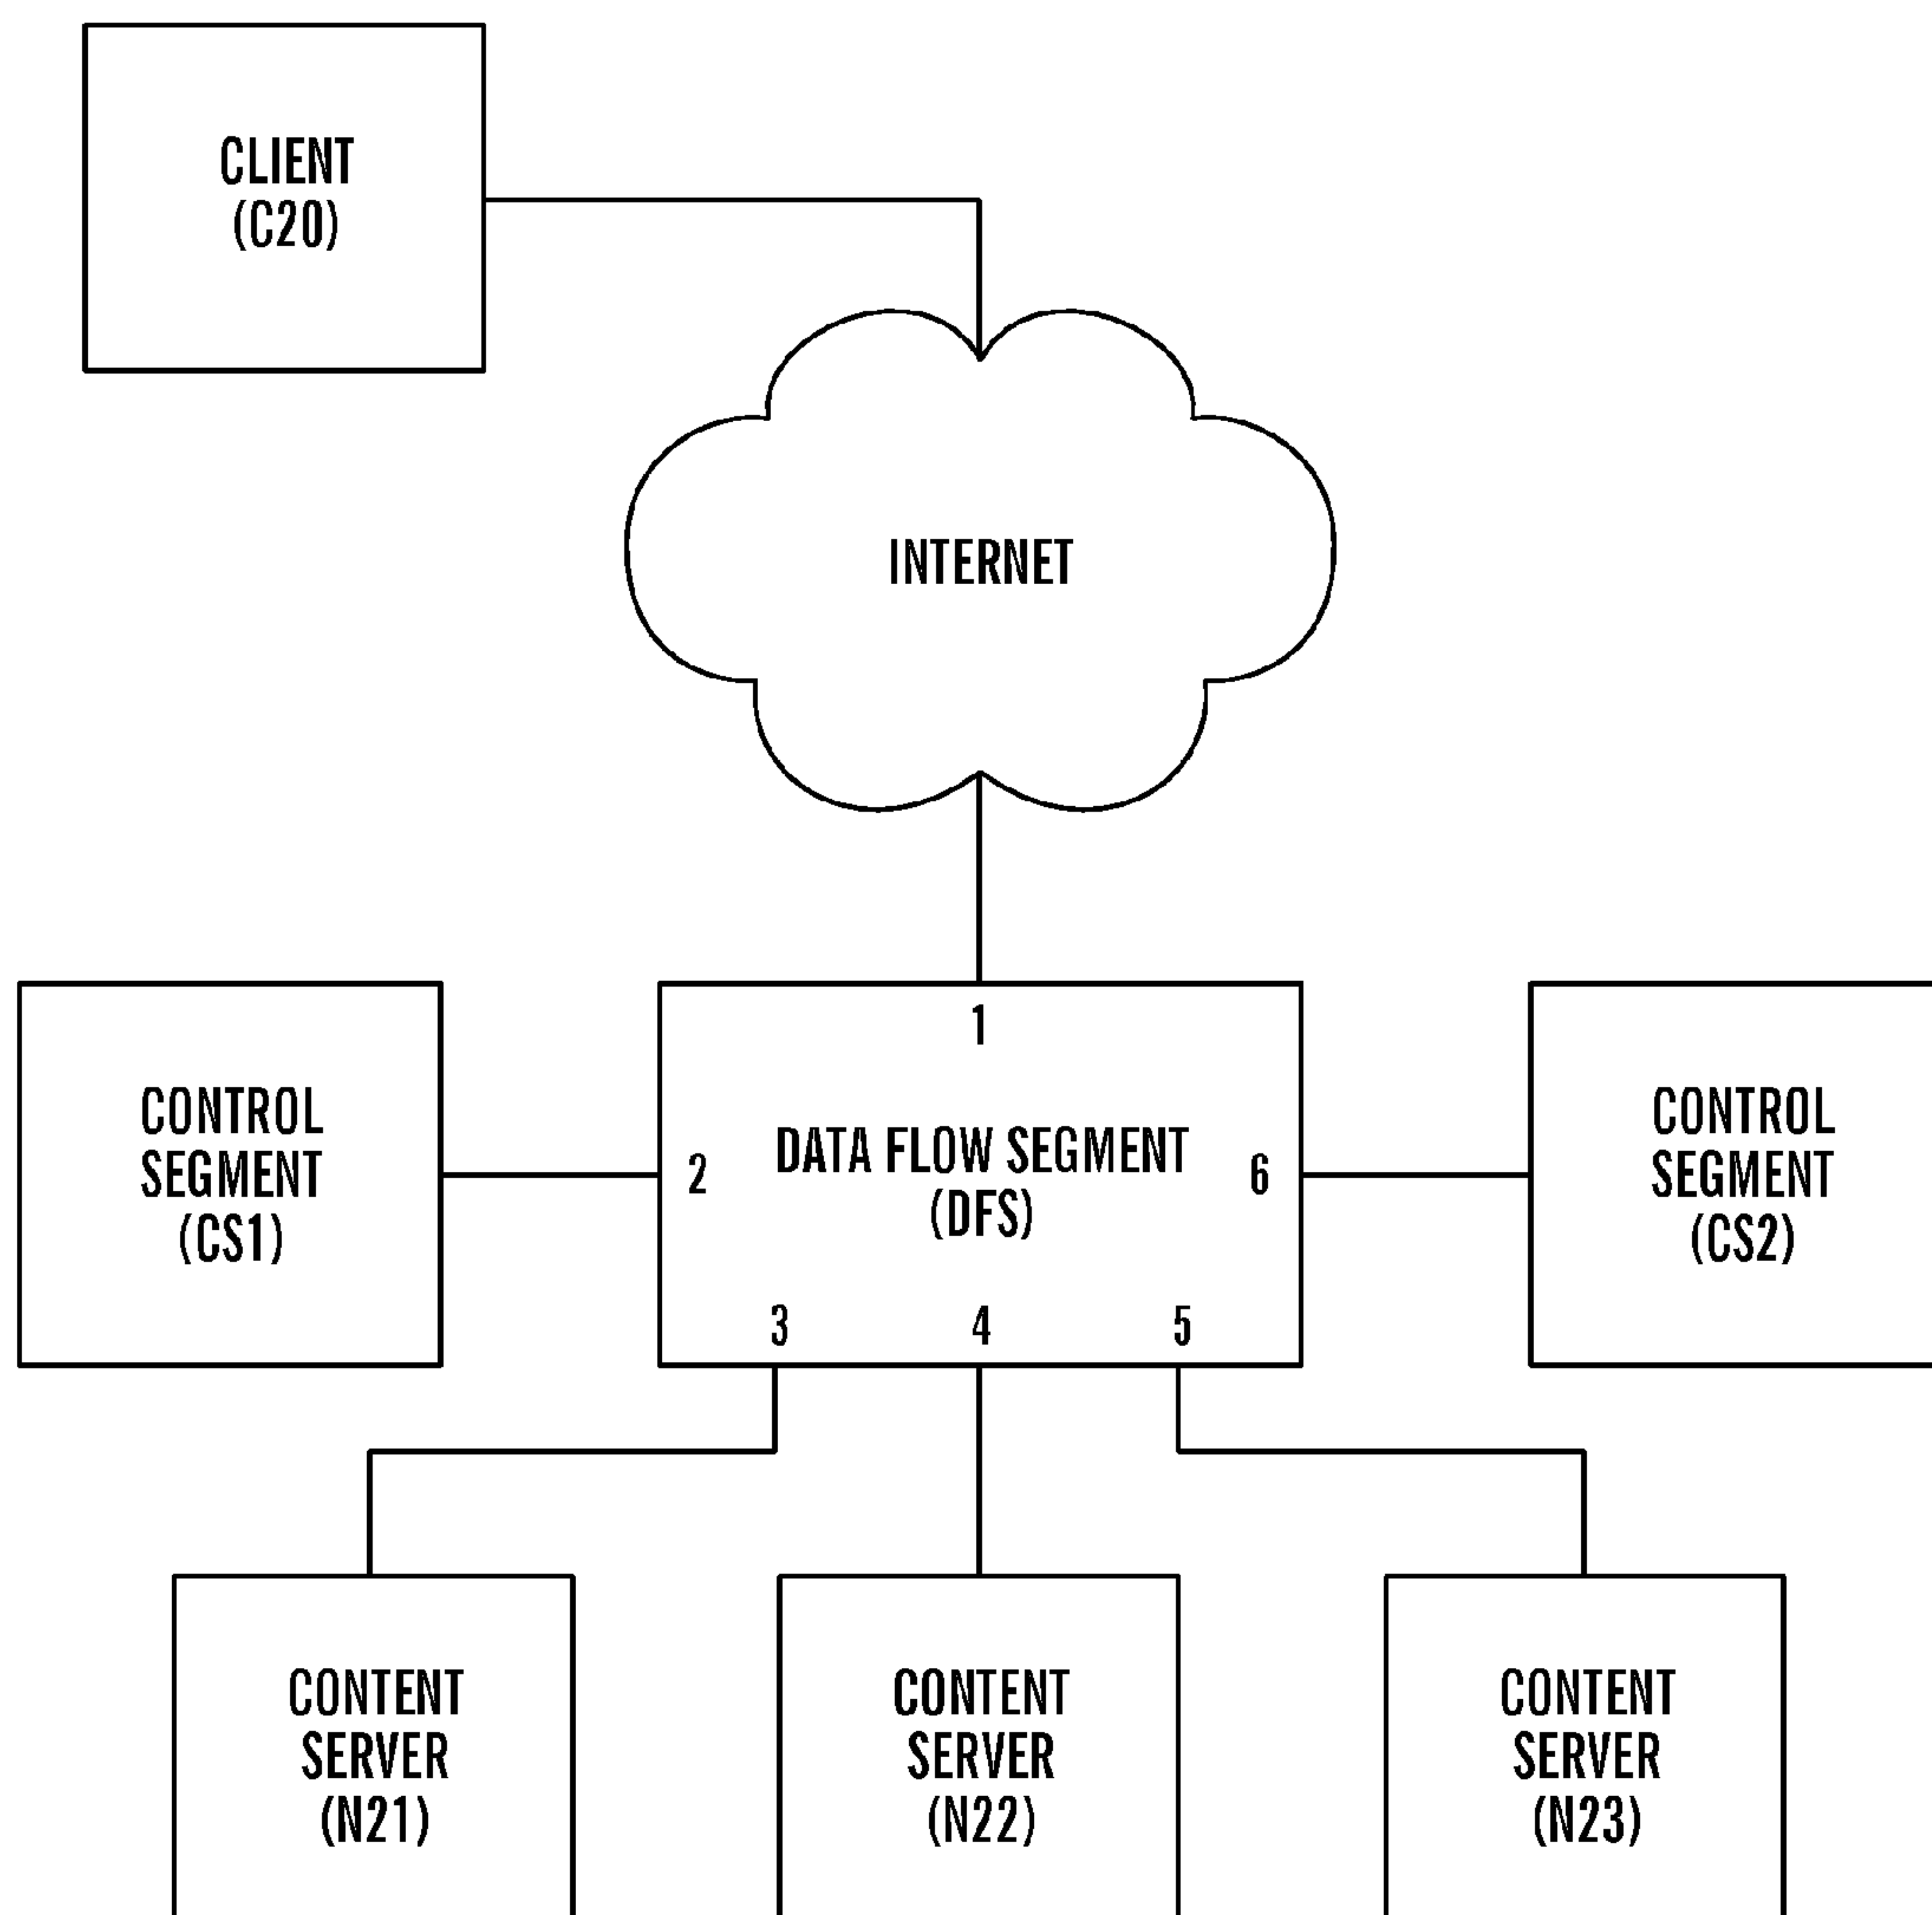 CLIENT
(C20)
INTERNET
CONTROL
SEGMENT
(CS1)
1
2
DATA FLOW SEGMENT
(DFS)
6
3
4
5
CONTROL
SEGMENT
(CS2)
CONTENT
SERVER
(N21)
CONTENT
SERVER
(N22)
CONTENT
SERVER
(N23)